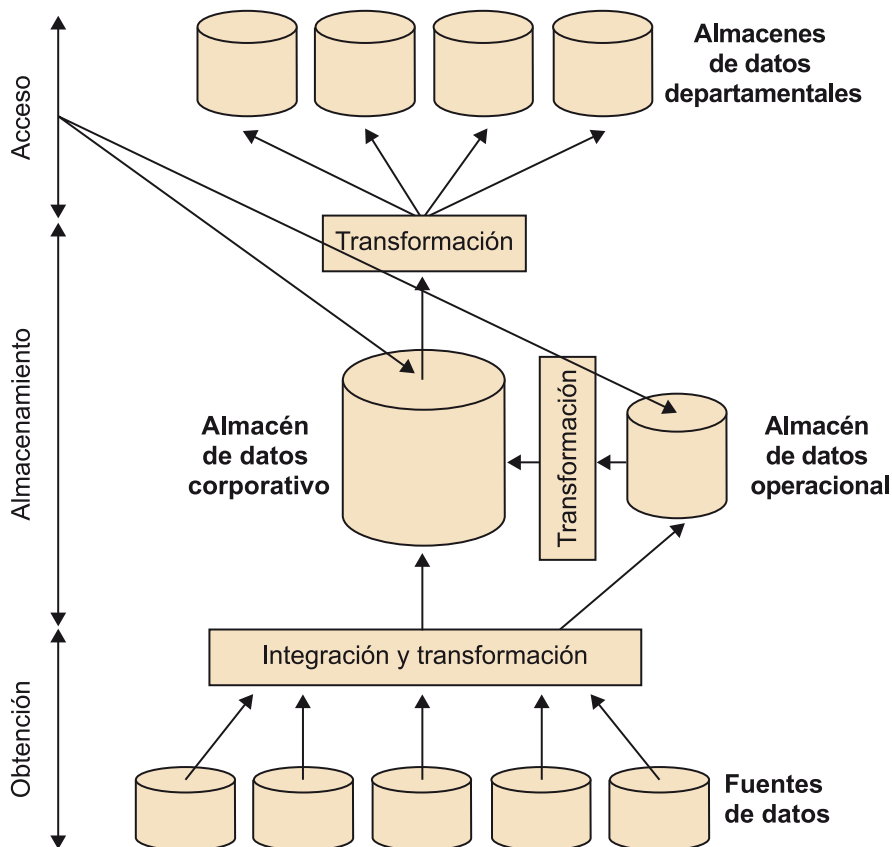 Almacenes
de datos
departamentales
Acceso
Transformación
Almacenamiento
Almacén
de datos
corporativo
Transformación
Almacén
de datos
operacional
Integración y transformación
Obtención
Fuentes
de datos